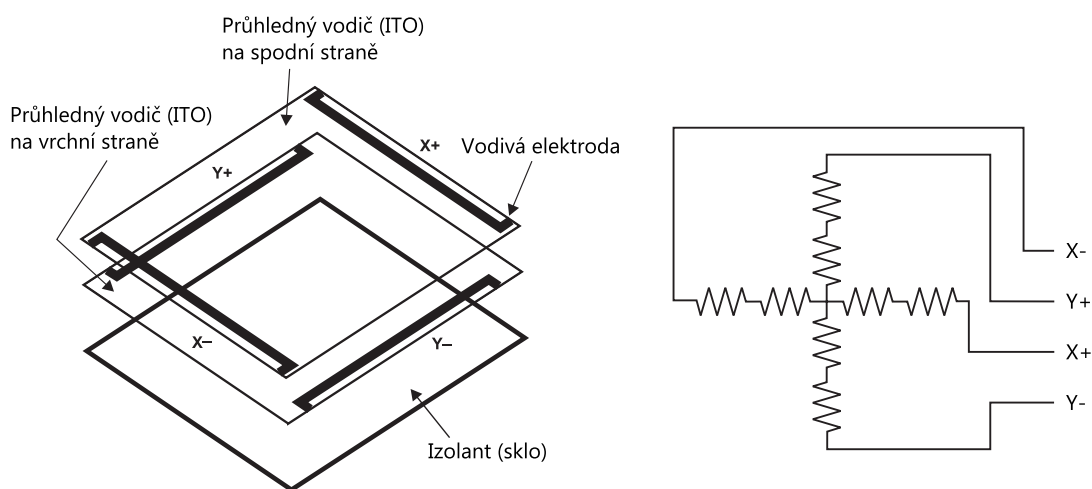 Průhledný vodič (ITO)
na spodní straně
Průhledný vodič (ITO)
na vrchní straně
X+
Vodivá elektroda
Y+
X–
Y–
Izolant (sklo)
X-
Y+
X+
Y-